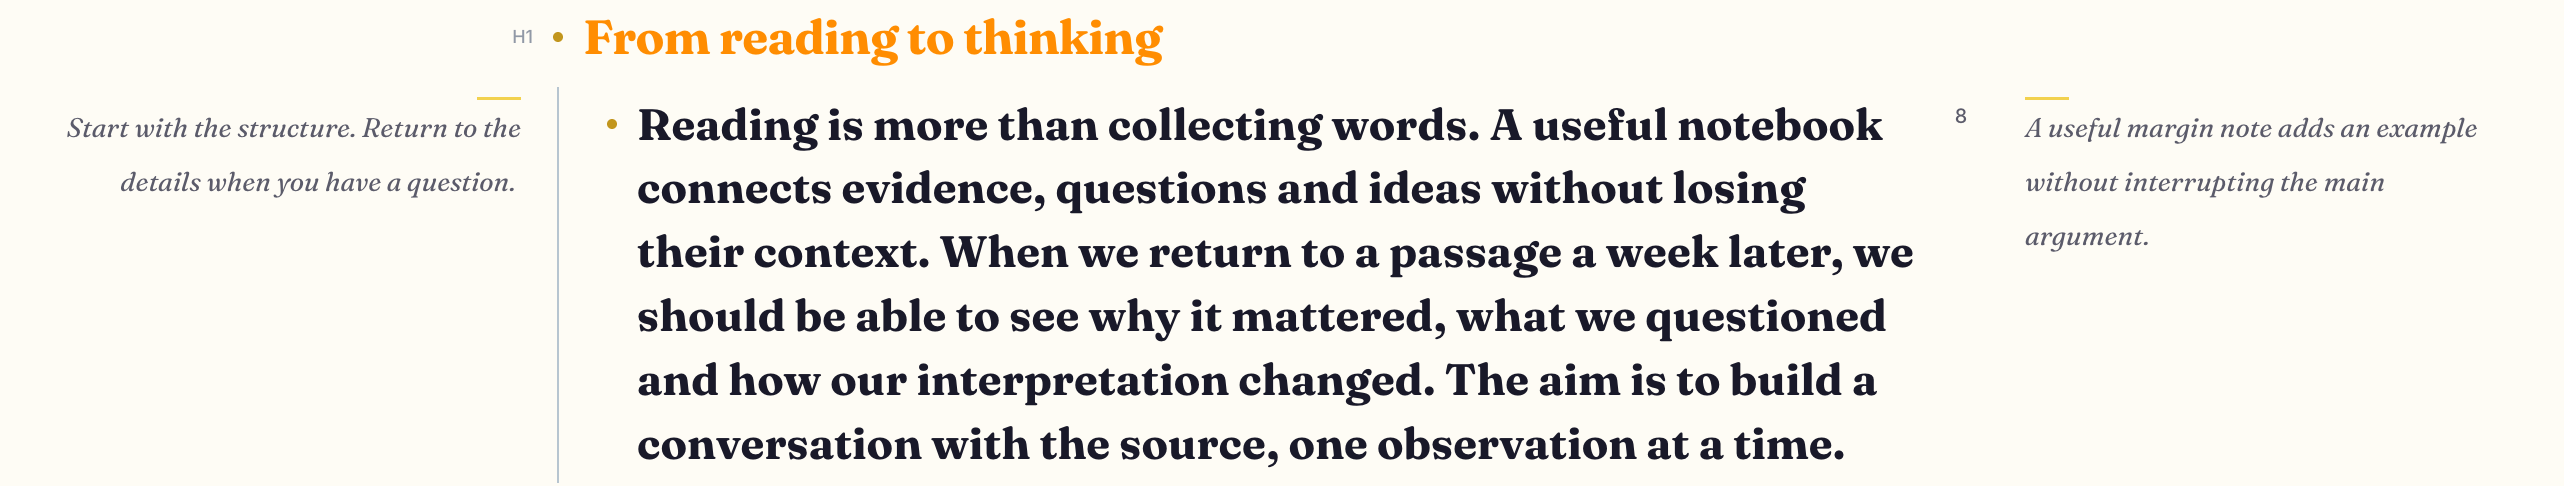 H1 • From reading to thinking
Start with the structure. Return to the
details when you have a question.
• Reading is more than collecting words. A useful notebook
connects evidence, questions and ideas without losing
their context. When we return to a passage a week later, we
should be able to see why it mattered, what we questioned
and how our interpretation changed. The aim is to build a
conversation with the source, one observation at a time.
8
A useful margin note adds an example
without interrupting the main
argument.